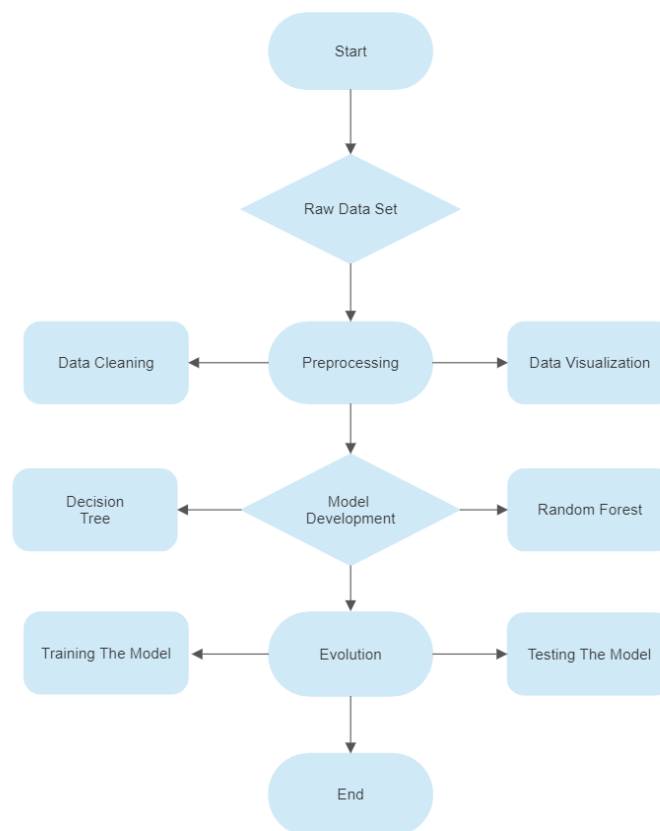 Start
Raw Data Set
Data Cleaning
Preprocessing
Data Visualization
Decision
Tree
Model
Development
Random Forest
Training The Model
Evolution
Testing The Model
End